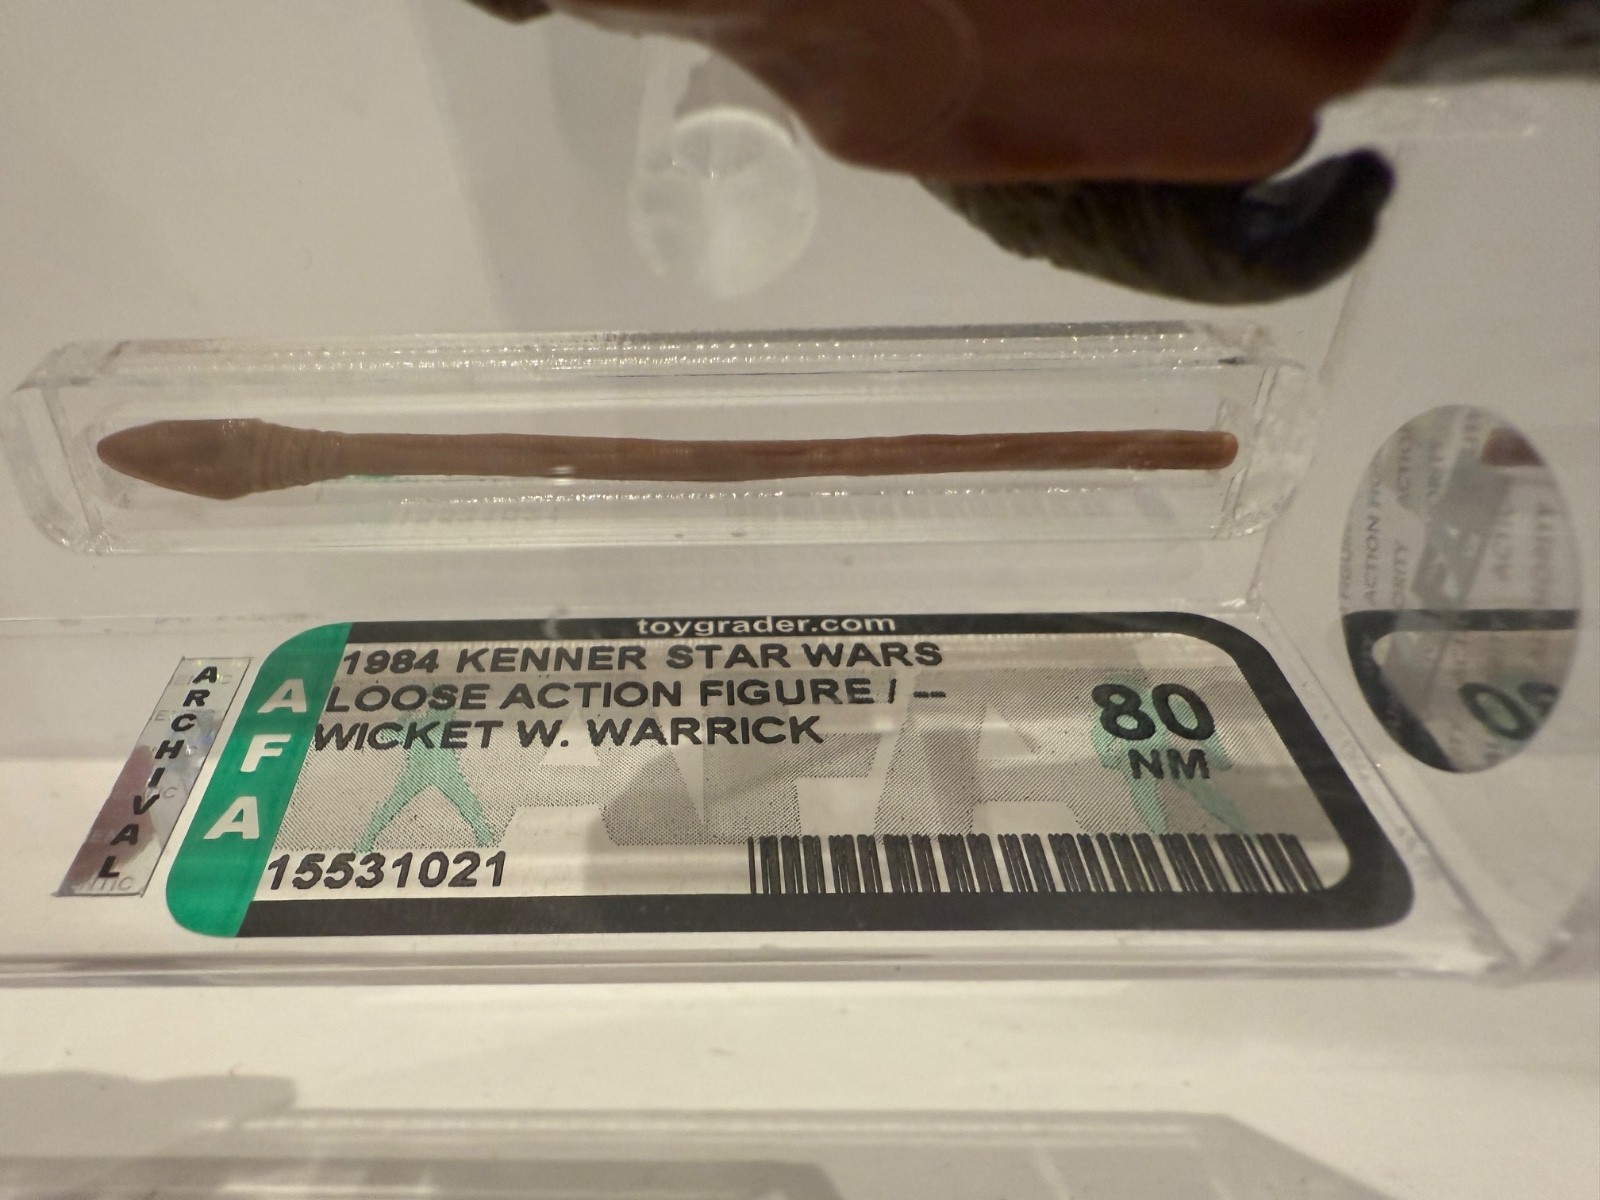 toygrader.com
1984 KENNER STAR WARS
LOOSE ACTION FIGURE / --
WICKET W. WARRICK
80
NM
AFA
ARCHIVAL
15531021